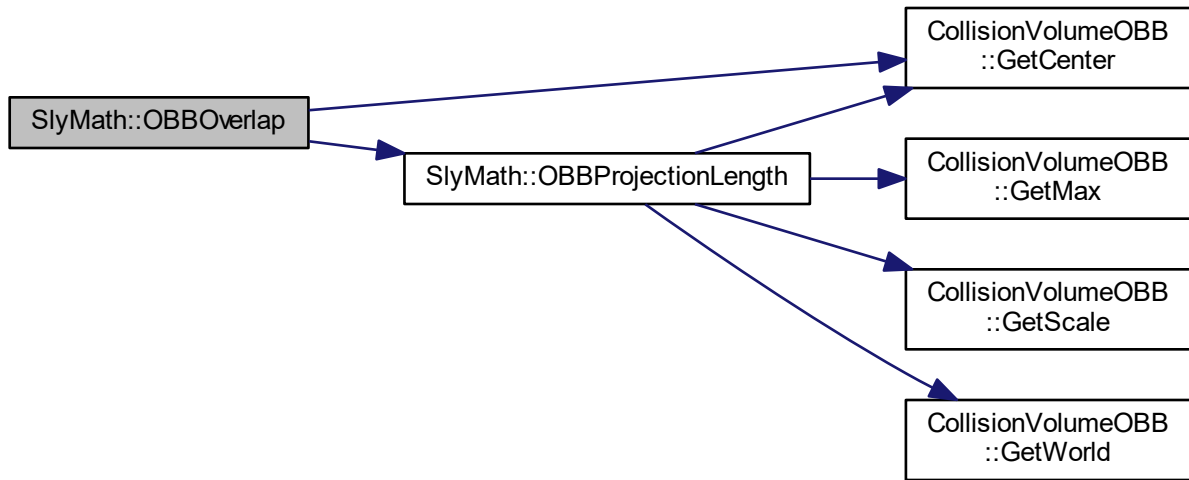 SlyMath::OBBOverlap
SlyMath::OBBProjectionLength
CollisionVolumeOBB
::GetCenter
CollisionVolumeOBB
::GetMax
CollisionVolumeOBB
::GetScale
CollisionVolumeOBB
::GetWorld